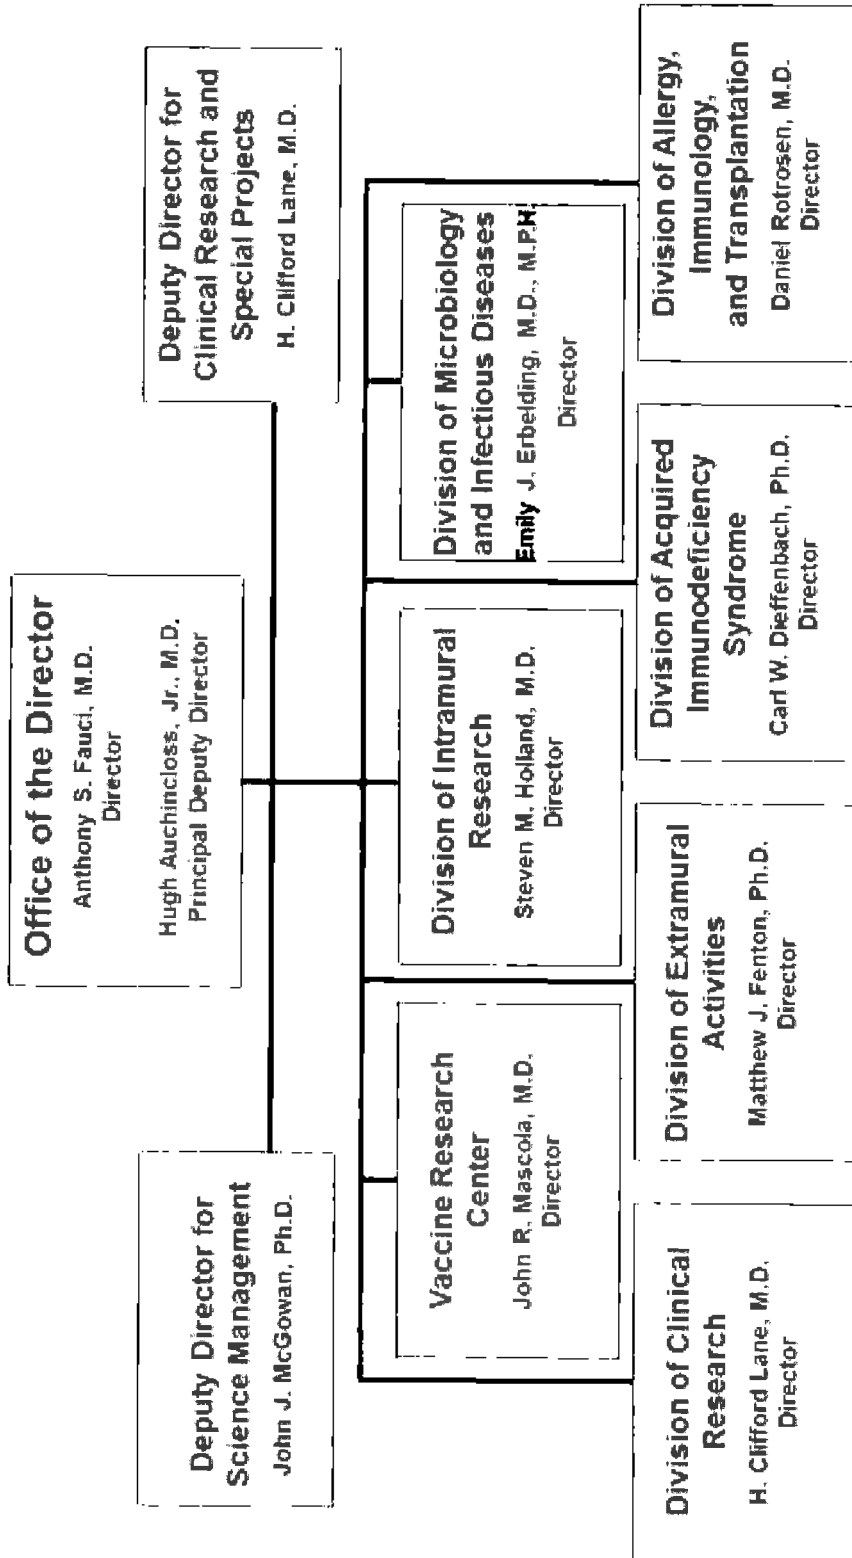 Office of the Director
Anthony S. Fauci, M.D.
Director
Hugh Auchincloss, Jr., M.D.
Principal Deputy Director
Deputy Director for
Science Management
John J. McGowan, Ph.D.
Deputy Director for
Clinical Research and
Special Projects
H. Clifford Lane, M.D.
Vaccine Research
Center
John R. Mascola, M.D.
Director
Division of Intramural
Research
Steven M. Holland, M.D.
Director
Division of Microbiology
and Infectious Diseases
Emily J. Erbelding, M.D., M.P.H.
Director
Division of Clinical
Research
H. Clifford Lane, M.D.
Director
Division of Extramural
Activities
Matthew J. Fenton, Ph.D.
Director
Division of Acquired
Immunodeficiency
Syndrome
Carl W. Dieffenbach, Ph.D.
Director
Division of Allergy,
Immunology,
and Transplantation
Daniel Rotrosen, M.D.
Director